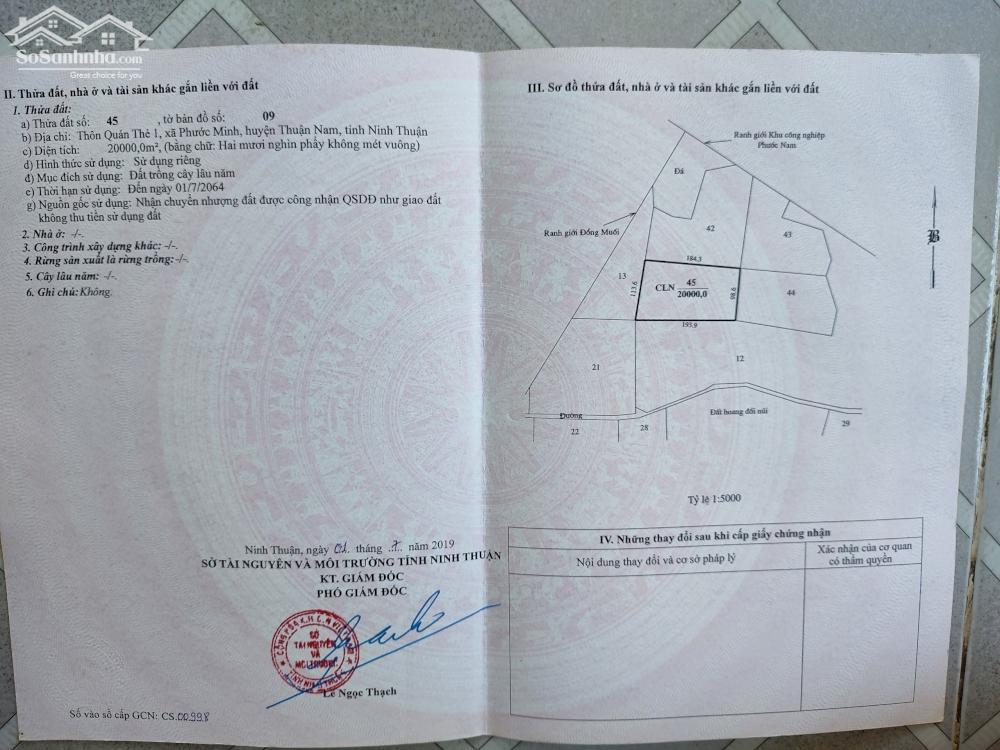 SoSanhnha.com
Great choice for you
II. Thửa đất, nhà ở và tài sản khác gắn liền với đất
1. Thửa đất:
a) Thửa đất số: 45 , tờ bản đồ số: 09
b) Địa chỉ: Thôn Quán Thẻ 1, xã Phước Minh, huyện Thuận Nam, tỉnh Ninh Thuận
c) Diện tích: 20000,0m², (bằng chữ: Hai mươi nghìn phẩy không mét vuông)
d) Hình thức sử dụng: Sử dụng riêng
đ) Mục đích sử dụng: Đất trồng cây lâu năm
e) Thời hạn sử dụng: Đến ngày 01/7/2064
g) Nguồn gốc sử dụng: Nhận chuyển nhượng đất được công nhận QSDĐ như giao đất
không thu tiền sử dụng đất
2. Nhà ở: -/-.
3. Công trình xây dựng khác: -/-.
4. Rừng sản xuất là rừng trồng: -/-.
5. Cây lâu năm: -/-.
6. Ghi chú: Không.
Ninh Thuận, ngày 01 tháng 7 năm 2019
SỞ TÀI NGUYÊN VÀ MÔI TRƯỜNG TỈNH NINH THUẬN
KT. GIÁM ĐỐC
PHÓ GIÁM ĐỐC
SỞ
TÀI NGUYÊN
VÀ
MÔI TRƯỜNG
Lê Ngọc Thạch
Số vào sổ cấp GCN: CS.00998
III. Sơ đồ thửa đất, nhà ở và tài sản khác gắn liền với đất
Ranh giới Khu công nghiệp
Phước Nam
Đá
Ranh giới Đồng Muối
42
43
B
184.3
13
113.6
CLN 45
20000,0
98.6
44
193.9
12
21
Đường
Đất hoang đồi núi
22
28
29
Tỷ lệ 1:5000
IV. Những thay đổi sau khi cấp giấy chứng nhận
Nội dung thay đổi và cơ sở pháp lý
Xác nhận của cơ quan
có thẩm quyền